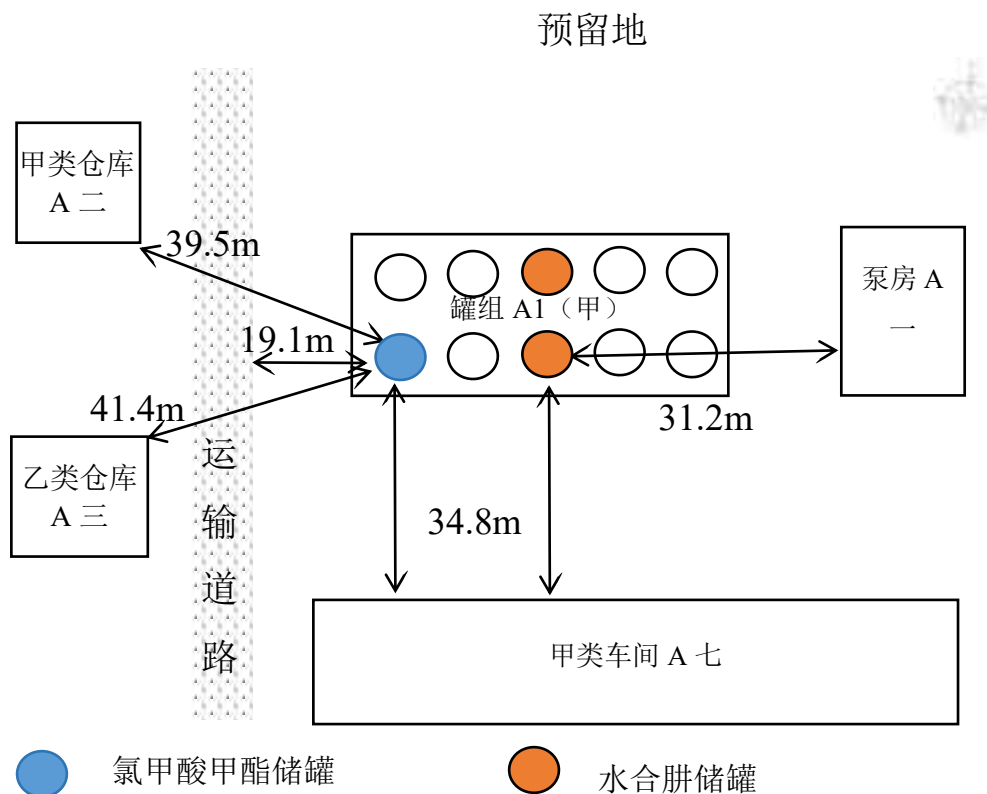 预留地
甲类仓库
A 二
39.5m
泵房 A
一
罐组 A1（甲）
19.1m
41.4m
31.2m
乙类仓库
A 三
运
输
道
路
34.8m
甲类车间 A 七
氯甲酸甲酯储罐
水合肼储罐